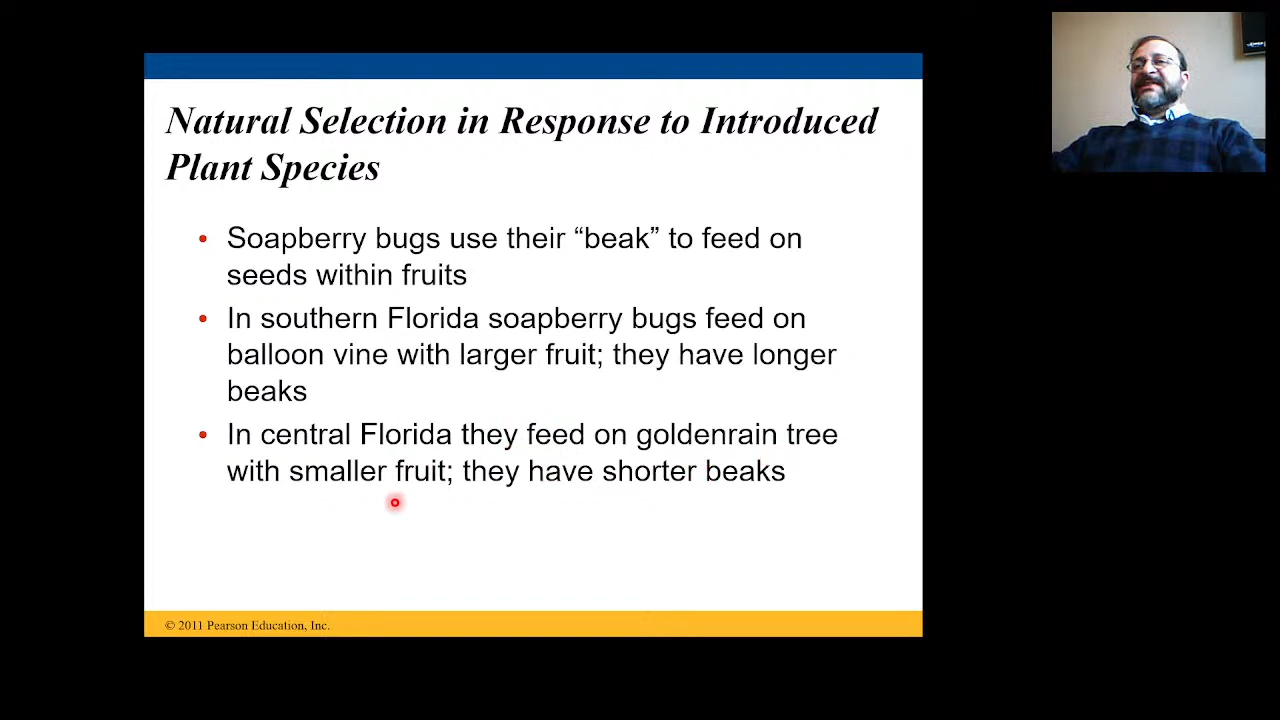 Natural Selection in Response to Introduced
Plant Species
• Soapberry bugs use their “beak” to feed on
seeds within fruits
• In southern Florida soapberry bugs feed on
balloon vine with larger fruit; they have longer
beaks
• In central Florida they feed on goldenrain tree
with smaller fruit; they have shorter beaks
© 2011 Pearson Education, Inc.